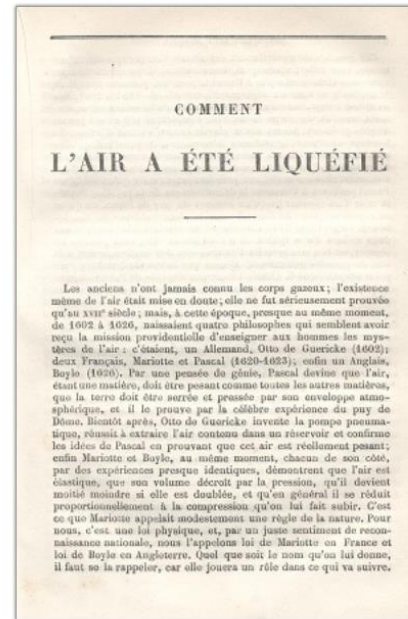 COMMENT
L'AIR A ÉTÉ LIQUÉFIÉ
Les anciens n'ont jamais connu les corps gazeux; l'existence
même de l'air était mise en doute; elle ne fut sérieusement prouvée
qu'au XVIIe siècle; mais, à cette époque, presque au même moment,
de 1602 à 1626, naissaient quatre philosophes qui semblent avoir
reçu la mission providentielle d'enseigner aux hommes les mys-
tères de l'air : c'étaient, un Allemand, Otto de Guericke (1602);
deux Français, Mariotte et Pascal (1620-1623); enfin un Anglais,
Boyle (1626). Par une pensée de génie, Pascal devine que l'air,
étant une matière, doit être pesant comme toutes les autres matières,
que la terre doit être serrée et pressée par son enveloppe atmo-
sphérique, et il le prouve par la célèbre expérience du puy de
Dôme. Bientôt après, Otto de Guericke invente la pompe pneuma-
tique, réussit à extraire l'air contenu dans un réservoir et confirme
les idées de Pascal en prouvant que cet air est réellement pesant;
enfin Mariotte et Boyle, au même moment, chacun de son côté,
par des expériences presque identiques, démontrent que l'air est
élastique, que son volume décroît par la pression, qu'il devient
moitié moindre si elle est doublée, et qu'en général il se réduit
proportionnellement à la compression qu'on lui fait subir. C'est
ce que Mariotte appelait modestement une règle de la nature. Pour
nous, c'est une loi physique, et, par un juste sentiment de recon-
naissance nationale, nous l'appelons loi de Mariotte en France et
loi de Boyle en Angleterre. Quel que soit le nom qu'on lui donne,
il faut se la rappeler, car elle jouera un rôle dans ce qui va suivre.